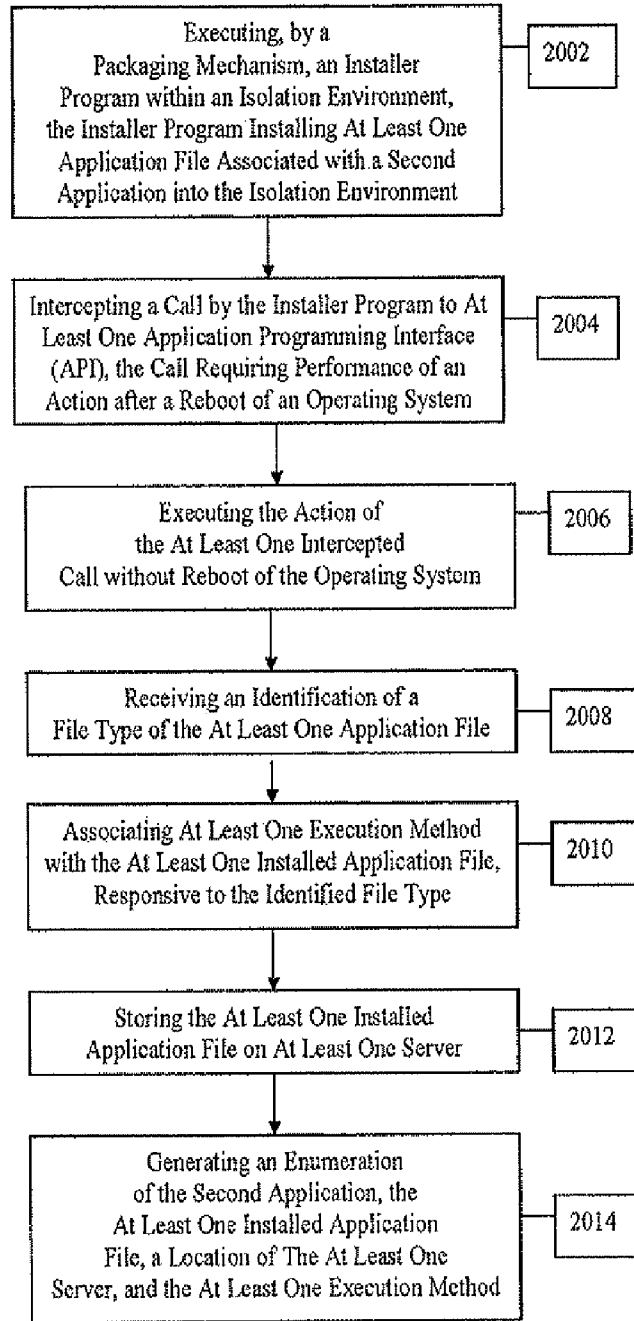 Executing, by a
Packaging Mechanism, an Installer
Program within an Isolation Environment,
the Installer Program Installing At Least One
Application File Associated with a Second
Application into the Isolation Environment
2002
Intercepting a Call by the Installer Program to At
Least One Application Programming Interface
(API), the Call Requiring Performance of an
Action after a Reboot of an Operating System
2004
Executing the Action of
the At Least One Intercepted
Call without Reboot of the Operating System
2006
Receiving an Identification of a
File Type of the At Least One Application File
2008
Associating At Least One Execution Method
with the At Least One Installed Application File,
Responsive to the Identified File Type
2010
Storing the At Least One Installed
Application File on At Least One Server
2012
Generating an Enumeration
of the Second Application, the
At Least One Installed Application
File, a Location of The At Least One
Server, and the At Least One Execution Method
2014